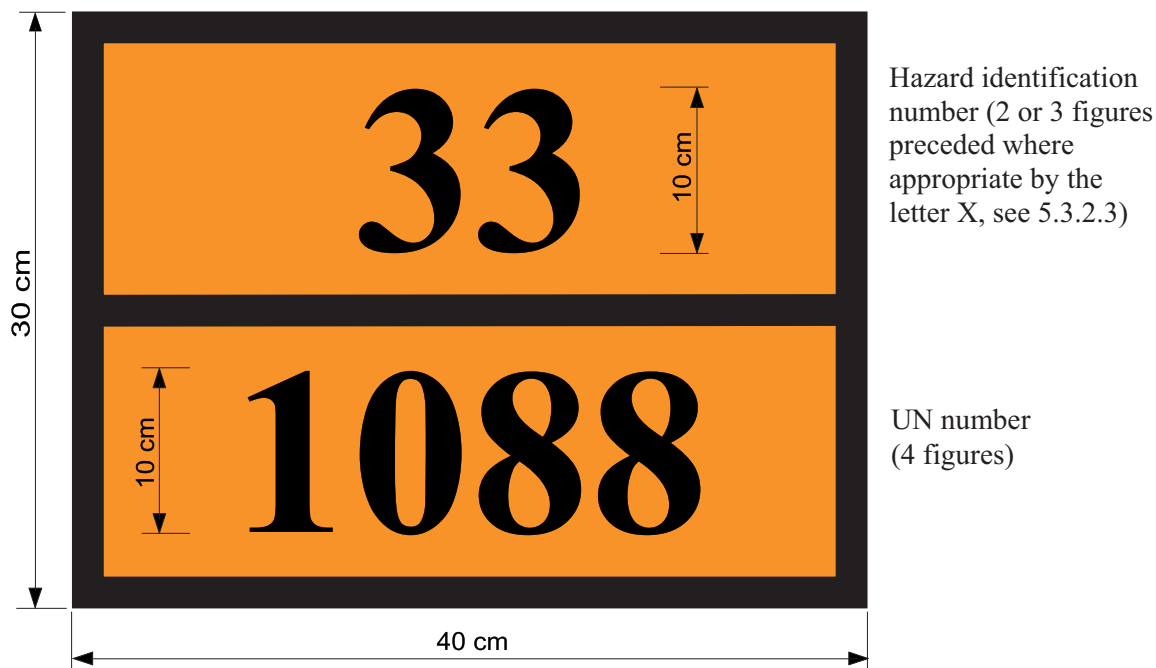 33
10 cm
Hazard identification
number (2 or 3 figures
preceded where
appropriate by the
letter X, see 5.3.2.3)
30 cm
1088
10 cm
UN number
(4 figures)
40 cm